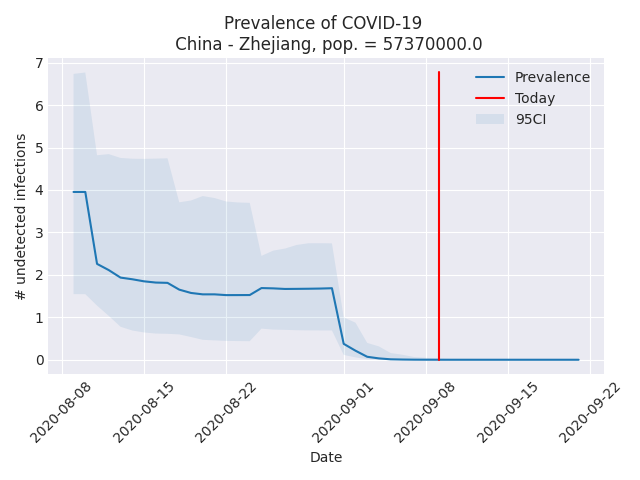 Prevalence of COVID-19
China - Zhejiang, pop. = 57370000.0
7
6
5
4
3
2
1
0
# undetected infections
Prevalence
Today
95CI
2020-08-08
2020-08-15
2020-08-22
2020-09-01
2020-09-08
2020-09-15
2020-09-22
Date